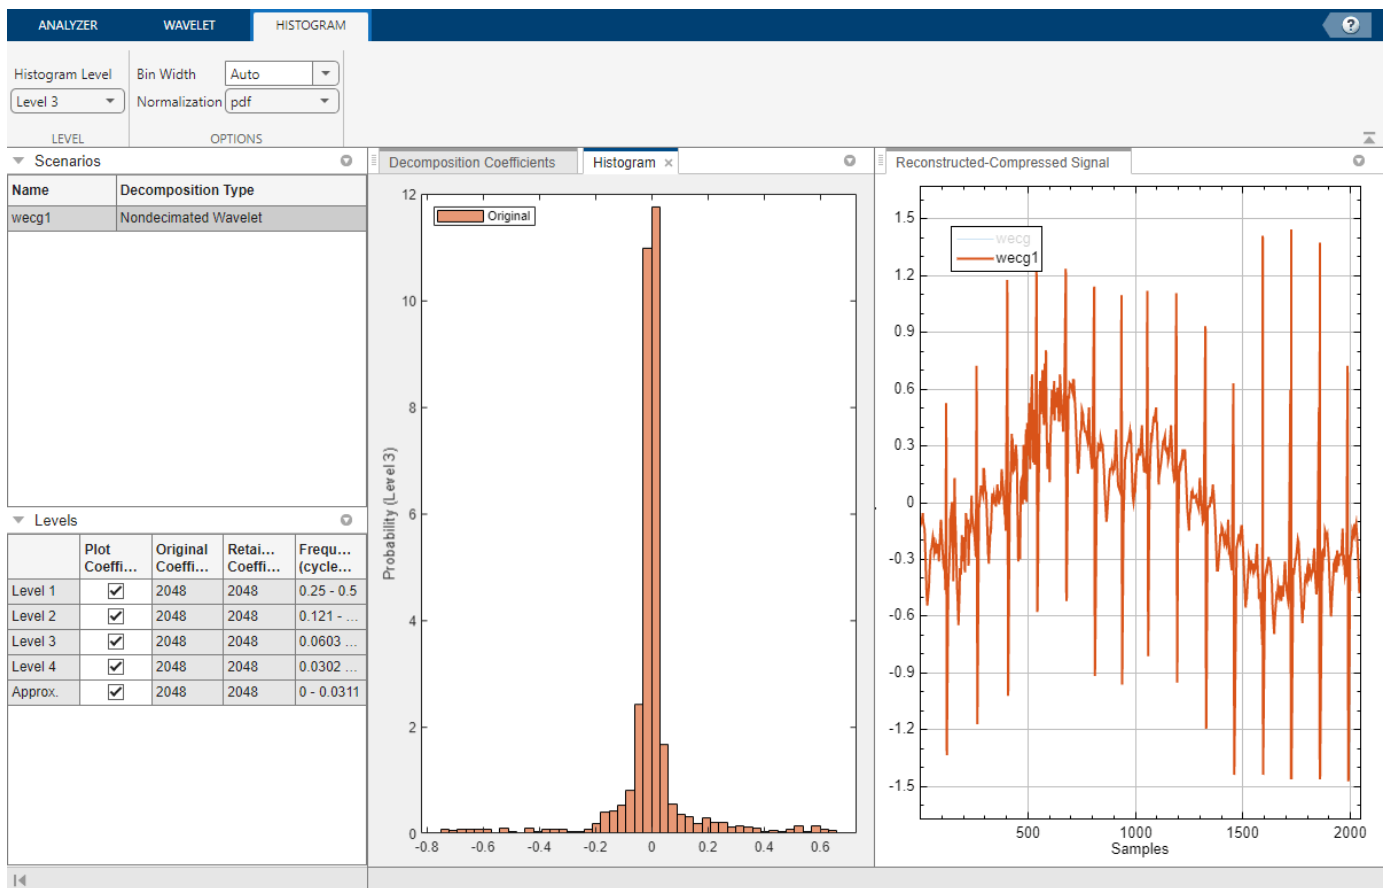 ANALYZER WAVELET HISTOGRAM ?
Histogram Level Bin Width Auto
Level 3 Normalization pdf
LEVEL OPTIONS
Scenarios
Name Decomposition Type
wecg1 Nondecimated Wavelet
Levels
Plot Coeffi... Original Coeffi... Retai... Coeffi... Frequ... (cycle...
Level 1 2048 2048 0.25 - 0.5
Level 2 2048 2048 0.121 - ...
Level 3 2048 2048 0.0603 ...
Level 4 2048 2048 0.0302 ...
Approx. 2048 2048 0 - 0.0311
Decomposition Coefficients Histogram ×
Original
Probability (Level 3)
12
10
8
6
4
2
0
-0.8 -0.6 -0.4 -0.2 0 0.2 0.4 0.6
Reconstructed-Compressed Signal
wecg
wecg1
1.5
1.2
0.9
0.6
0.3
0
-0.3
-0.6
-0.9
-1.2
-1.5
500 1000 1500 2000
Samples